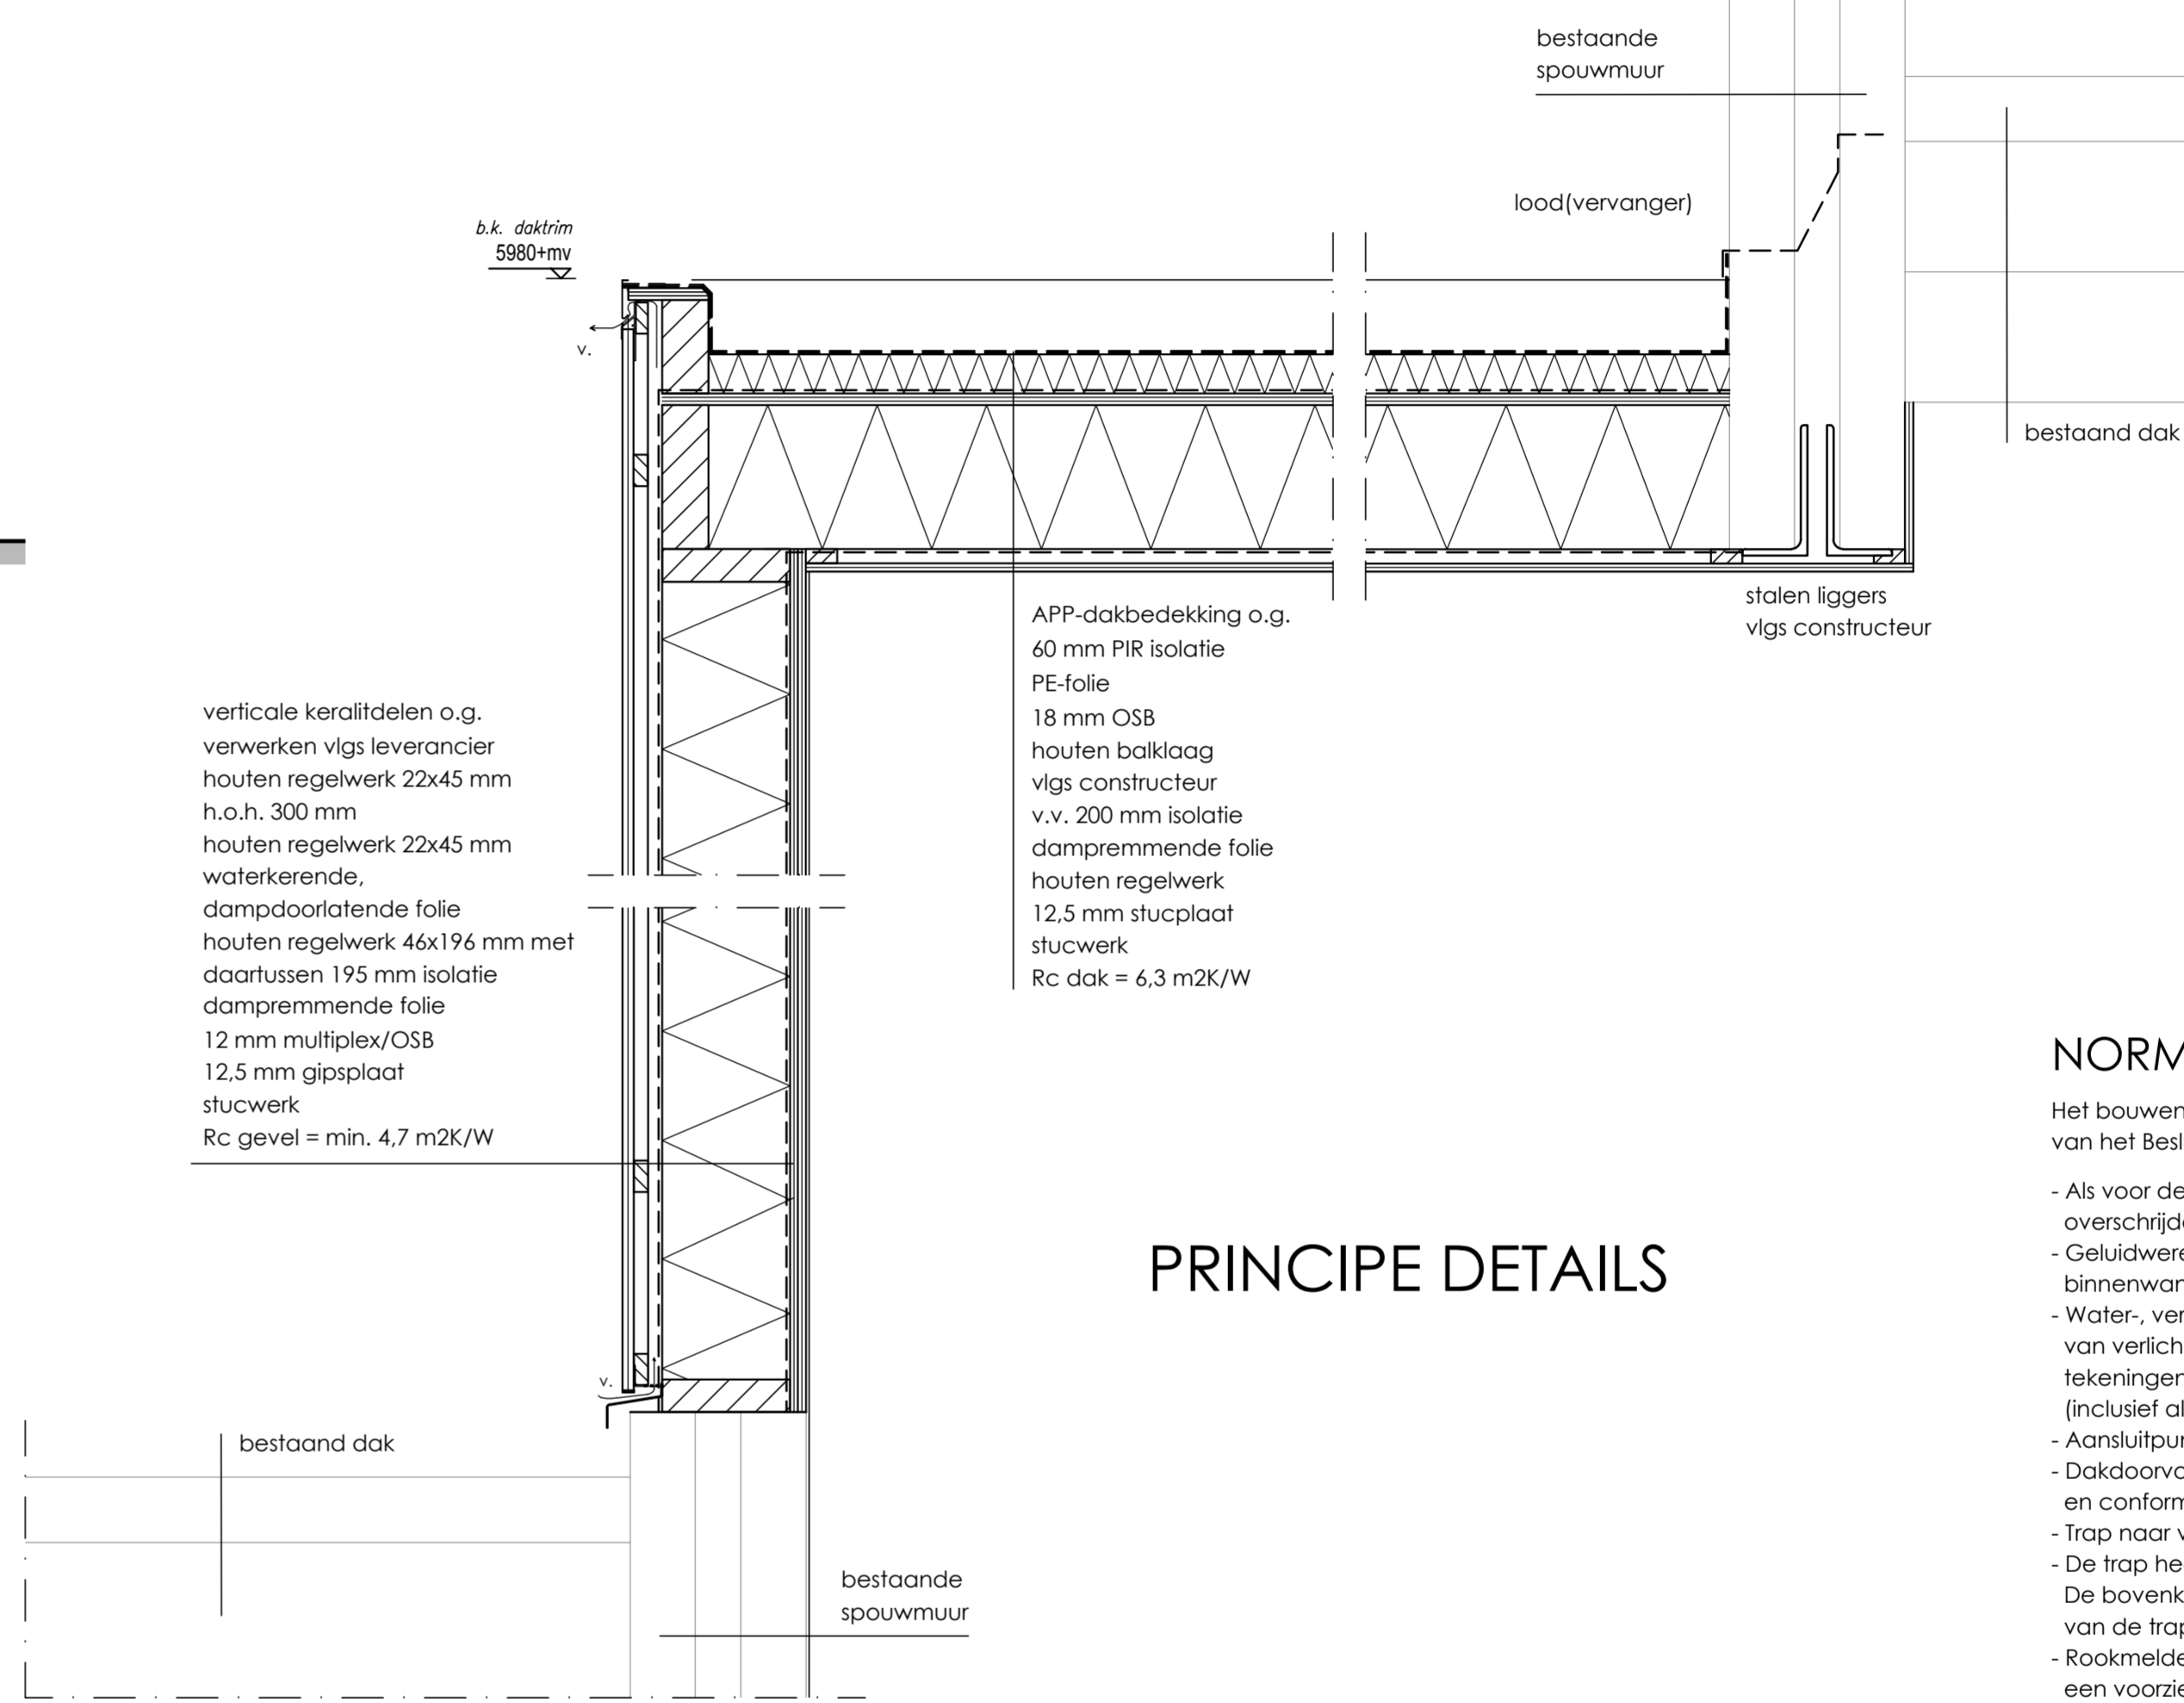 bestaande
spouwmuur
lood(vervanger)
b.k. daktrim
5980+mv
v.
bestaand dak
stalen liggers
vlgs constructeur
APP-dakbedekking o.g.
60 mm PIR isolatie
PE-folie
18 mm OSB
houten balklaag
vlgs constructeur
v.v. 200 mm isolatie
dampremmende folie
houten regelwerk
12,5 mm stucplaat
stucwerk
Rc dak = 6,3 m2K/W
verticale keralitdelen o.g.
verwerken vlgs leverancier
houten regelwerk 22x45 mm
h.o.h. 300 mm
houten regelwerk 22x45 mm
waterkerende,
dampdoorlatende folie
houten regelwerk 46x196 mm met
daartussen 195 mm isolatie
dampremmende folie
12 mm multiplex/OSB
12,5 mm gipsplaat
stucwerk
Rc gevel = min. 4,7 m2K/W
PRINCIPE DETAILS
v.
bestaand dak
bestaande
spouwmuur
NORM
Het bouwen
van het Besl
- Als voor de
overschrijd
- Geluidwere
binnenwan
- Water-, ver
van verlich
tekeningen
(inclusief al
- Aansluitpun
- Dakdoorvo
en conform
- Trap naar v
- De trap he
De bovenk
van de trap
- Rookmelde
een voorzie